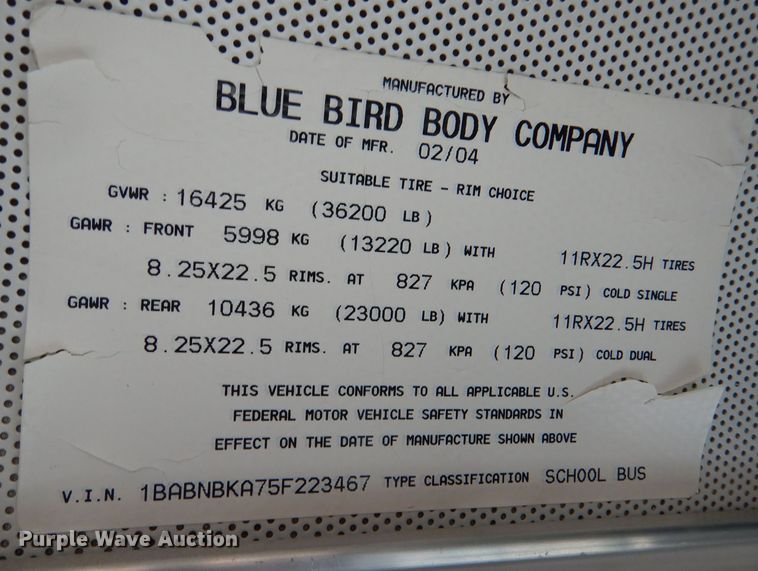 MANUFACTURED BY
BLUE BIRD BODY COMPANY
DATE OF MFR. 02/04
SUITABLE TIRE - RIM CHOICE
GVWR : 16425 KG (36200 LB)
GAWR : FRONT 5998 KG (13220 LB) WITH 11RX22.5H TIRES
8.25X22.5 RIMS. AT 827 KPA (120 PSI) COLD SINGLE
GAWR : REAR 10436 KG (23000 LB) WITH 11RX22.5H TIRES
8.25X22.5 RIMS. AT 827 KPA (120 PSI) COLD DUAL
THIS VEHICLE CONFORMS TO ALL APPLICABLE U.S.
FEDERAL MOTOR VEHICLE SAFETY STANDARDS IN
EFFECT ON THE DATE OF MANUFACTURE SHOWN ABOVE
V.I.N. 1BABNBKA75F223467 TYPE CLASSIFICATION SCHOOL BUS
Purple Wave Auction